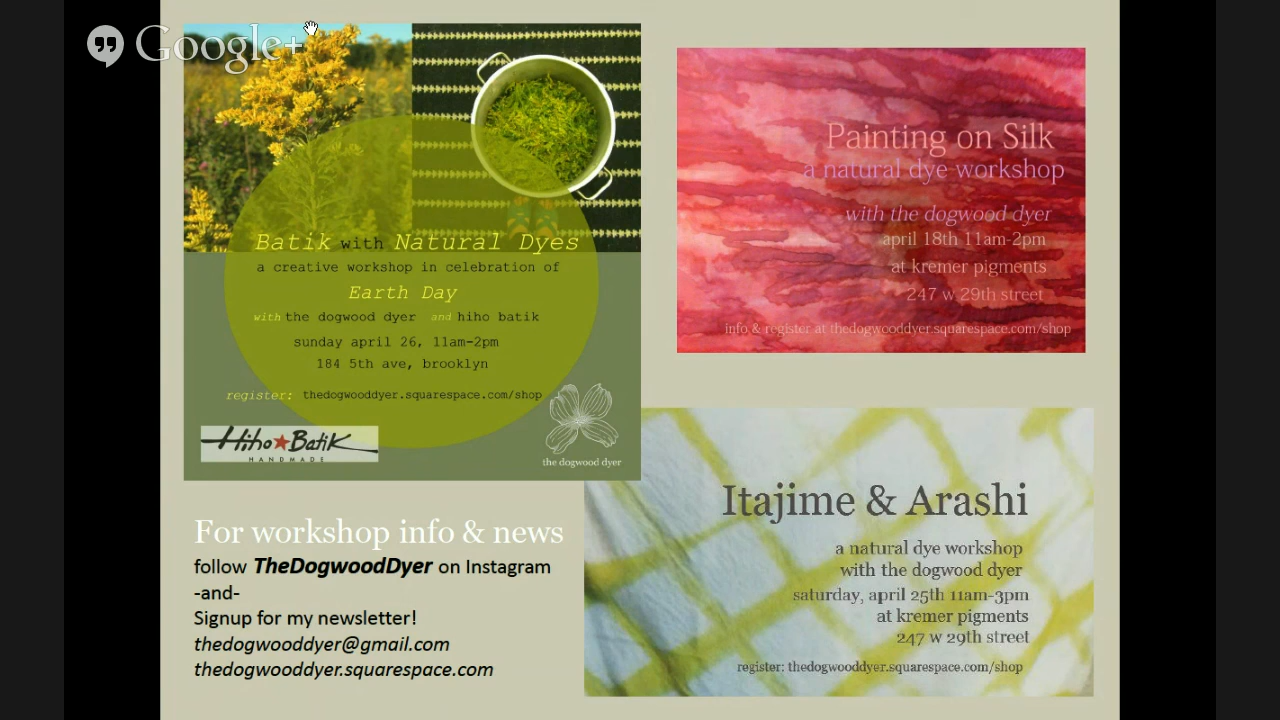 Google+
Batik with Natural Dyes
a creative workshop in celebration of
Earth Day
with the dogwood dyer and hiho batik
sunday april 26, 11am-2pm
184 5th ave, brooklyn
register: thedogwooddyer.squarespace.com/shop
Hiho Batik
HANDMADE
the dogwood dyer
Painting on Silk
a natural dye workshop
with the dogwood dyer
april 18th 11am-2pm
at kremer pigments
247 w 29th street
info & register at thedogwooddyer.squarespace.com/shop
Itajime & Arashi
a natural dye workshop
with the dogwood dyer
saturday, april 25th 11am-3pm
at kremer pigments
247 w 29th street
register: thedogwooddyer.squarespace.com/shop
For workshop info & news
follow TheDogwoodDyer on Instagram
-and-
Signup for my newsletter!
thedogwooddyer@gmail.com
thedogwooddyer.squarespace.com